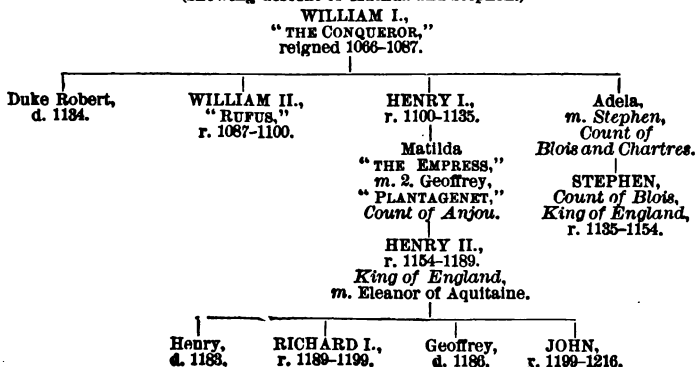 WILLIAM I.,
“THE CONQUEROR,”
reigned 1066–1087.
Duke Robert,
d. 1134.
WILLIAM II.,
“RUFUS,”
r. 1087–1100.
HENRY I.,
r. 1100–1135.
Adela,
m. Stephen,
Count of
Blois and Chartres.
Matilda
“THE EMPRESS,”
m. 2. Geoffrey,
“PLANTAGENET,”
Count of Anjou.
STEPHEN,
Count of Blois,
King of England,
r. 1135–1154.
HENRY II.,
r. 1154–1189.
King of England,
m. Eleanor of Aquitaine.
Henry,
d. 1183.
RICHARD I.,
r. 1189–1199.
Geoffrey,
d. 1186.
JOHN,
r. 1199–1216.